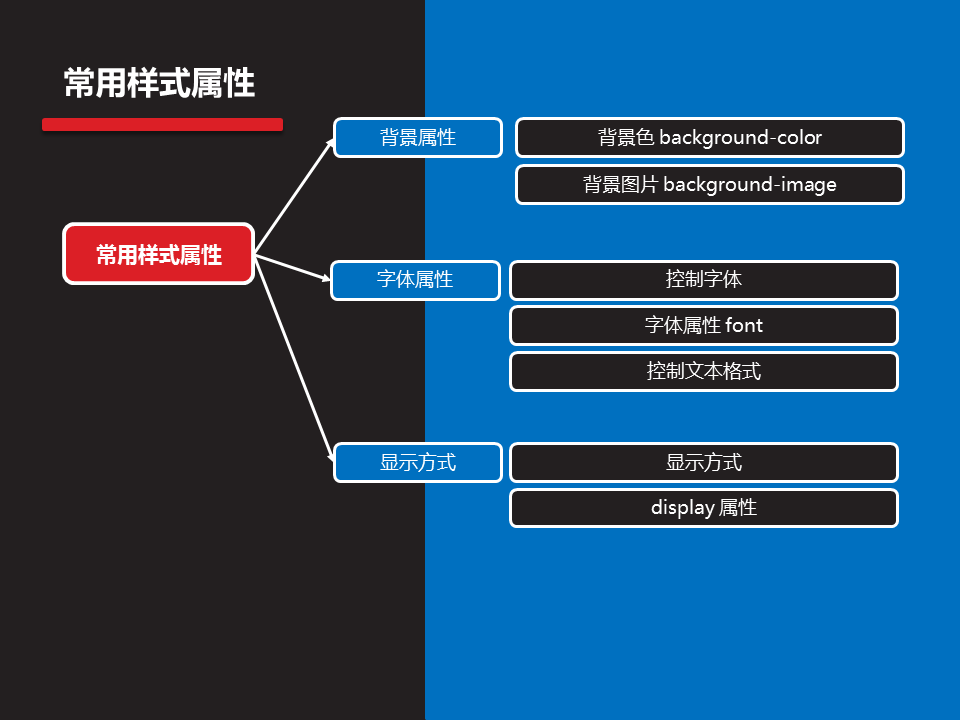 常用样式属性
常用样式属性
背景属性
背景色 background-color
背景图片 background-image
字体属性
控制字体
字体属性 font
控制文本格式
显示方式
显示方式
display 属性